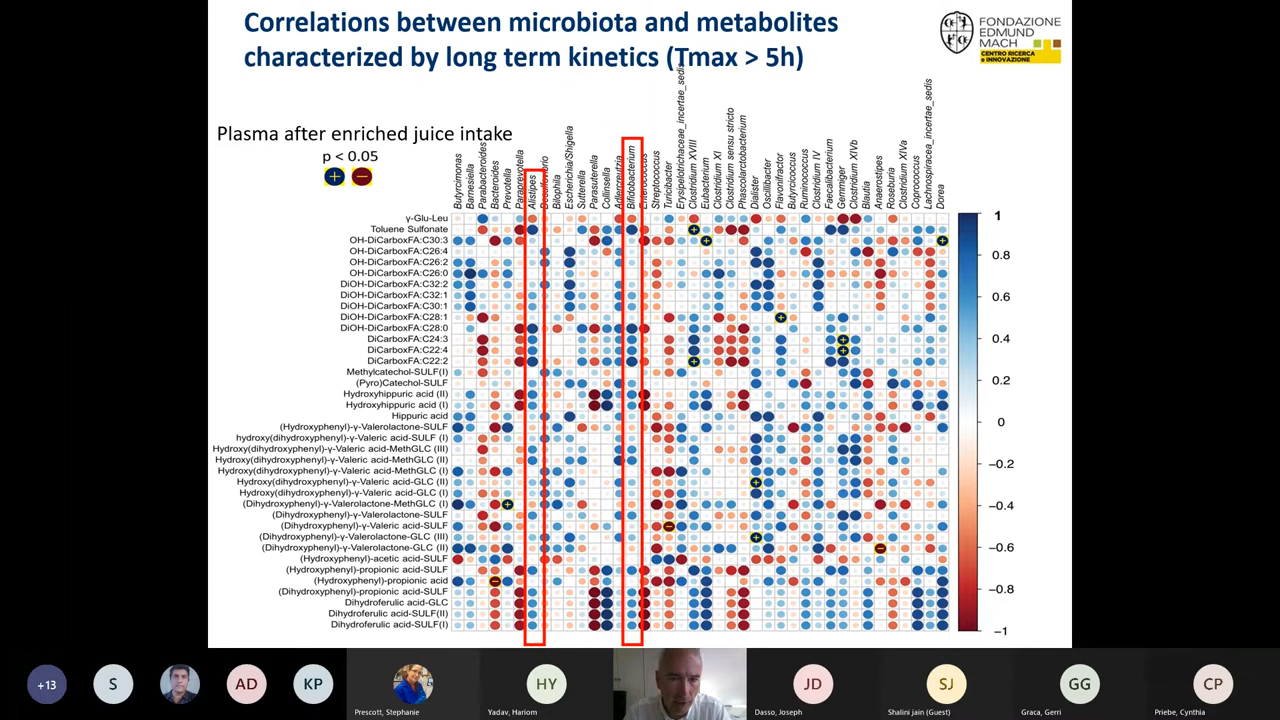 Correlations between microbiota and metabolites
characterized by long term kinetics (Tmax > 5h)
FONDAZIONE
EDMUND
MACH
CENTRO RICERCA
e INNOVAZIONE
Plasma after enriched juice intake
p < 0.05
+
−
Butyricimonas
Barnesiella
Parabacteroides
Bacteroides
Prevotella
Paraprevotella
Alistipes
Bilophila
Escherichia/Shigella
Sutterella
Parasutterella
Collinsella
Bifidobacterium
Streptococcus
Turicibacter
Erysipelotrichaceae_incertae_sedis
Clostridium XVIII
Eubacterium
Clostridium XI
Clostridium sensu stricto
Phascolarctobacterium
Dialister
Oscillibacter
Flavonifractor
Butyricicoccus
Ruminococcus
Clostridium IV
Faecalibacterium
Gemmiger
Clostridium XIVb
Blautia
Anaerostipes
Roseburia
Clostridium XIVa
Coprococcus
Lachnospiracea_incertae_sedis
Dorea
γ-Glu-Leu
Toluene Sulfonate
OH-DiCarboxFA:C30:3
OH-DiCarboxFA:C26:4
OH-DiCarboxFA:C26:2
OH-DiCarboxFA:C26:0
DiOH-DiCarboxFA:C32:2
DiOH-DiCarboxFA:C32:1
DiOH-DiCarboxFA:C30:1
DiOH-DiCarboxFA:C28:1
DiOH-DiCarboxFA:C28:0
DiCarboxFA:C24:3
DiCarboxFA:C22:4
DiCarboxFA:C22:2
Methylcatechol-SULF(I)
(Pyro)Catechol-SULF
Hydroxyhippuric acid (II)
Hydroxyhippuric acid (I)
Hippuric acid
(Hydroxyphenyl)-γ-Valerolactone-SULF
hydroxy(dihydroxyphenyl)-γ-Valeric acid-SULF (I)
Hydroxy(dihydroxyphenyl)-γ-Valeric acid-MethGLC (III)
Hydroxy(dihydroxyphenyl)-γ-Valeric acid-MethGLC (II)
Hydroxy(dihydroxyphenyl)-γ-Valeric acid-MethGLC (I)
Hydroxy(dihydroxyphenyl)-γ-Valeric acid-GLC (II)
Hydroxy(dihydroxyphenyl)-γ-Valeric acid-GLC (I)
(Dihydroxyphenyl)-γ-Valerolactone-MethGLC (I)
(Dihydroxyphenyl)-γ-Valerolactone-SULF
(Dihydroxyphenyl)-γ-Valeric acid-SULF
(Dihydroxyphenyl)-γ-Valerolactone-GLC (III)
(Dihydroxyphenyl)-γ-Valerolactone-GLC (II)
(Hydroxyphenyl)-acetic acid-SULF
(Hydroxyphenyl)-propionic acid-SULF
(Hydroxyphenyl)-propionic acid
(Dihydroxyphenyl)-propionic acid-SULF
Dihydroferulic acid-GLC
Dihydroferulic acid-SULF(II)
Dihydroferulic acid-SULF(I)
1
0.8
0.6
0.4
0.2
0
−0.2
−0.4
−0.6
−0.8
−1
+13
S
AD
KP
Prescott, Stephanie
HY
Yadav, Hariom
JD
Dasso, Joseph
SJ
Shalini jain (Guest)
GG
Graca, Gerri
CP
Priebe, Cynthia